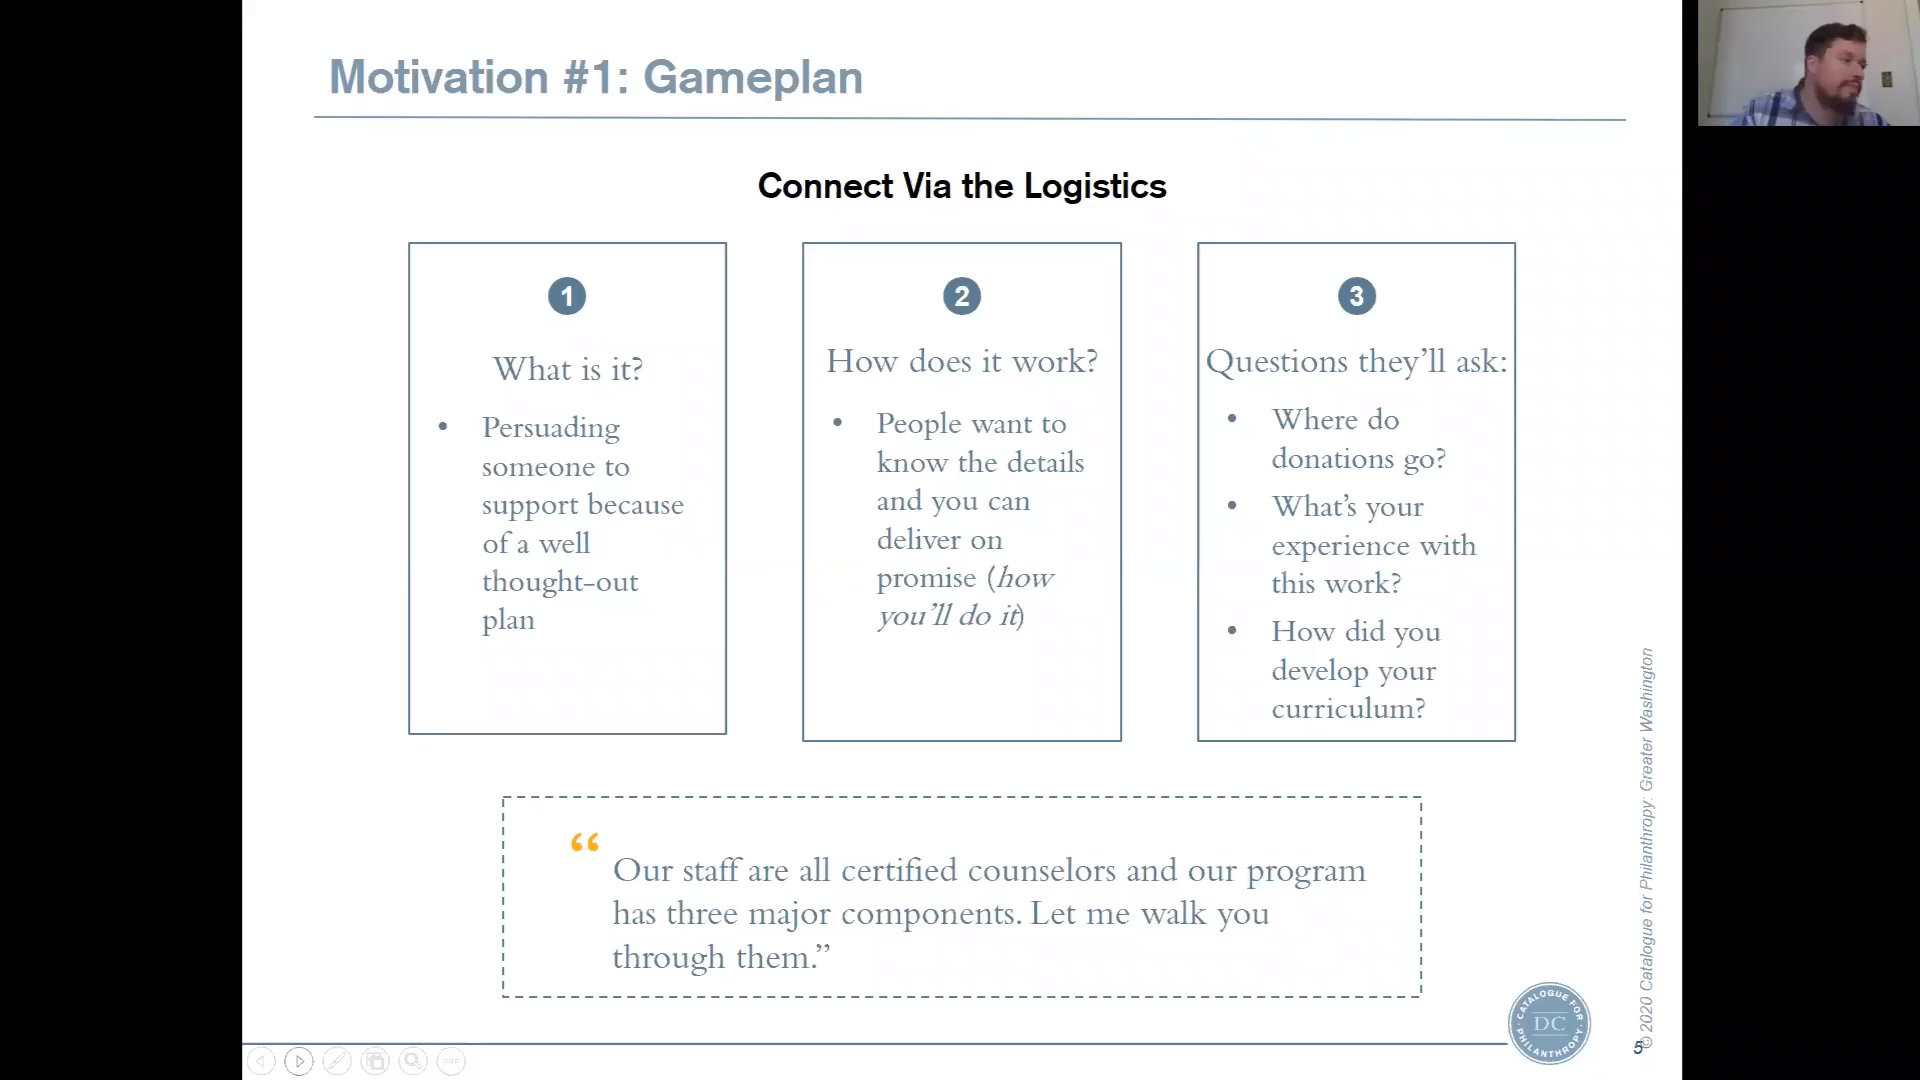 Motivation #1: Gameplan
Connect Via the Logistics
1
What is it?
• Persuading
someone to
support because
of a well
thought-out
plan
2
How does it work?
• People want to
know the details
and you can
deliver on
promise (how
you’ll do it)
3
Questions they’ll ask:
• Where do
donations go?
• What’s your
experience with
this work?
• How did you
develop your
curriculum?
“
Our staff are all certified counselors and our program
has three major components. Let me walk you
through them.”
© 2020 Catalogue for Philanthropy: Greater Washington
CATALOGUE FOR
DC
PHILANTHROPY
5